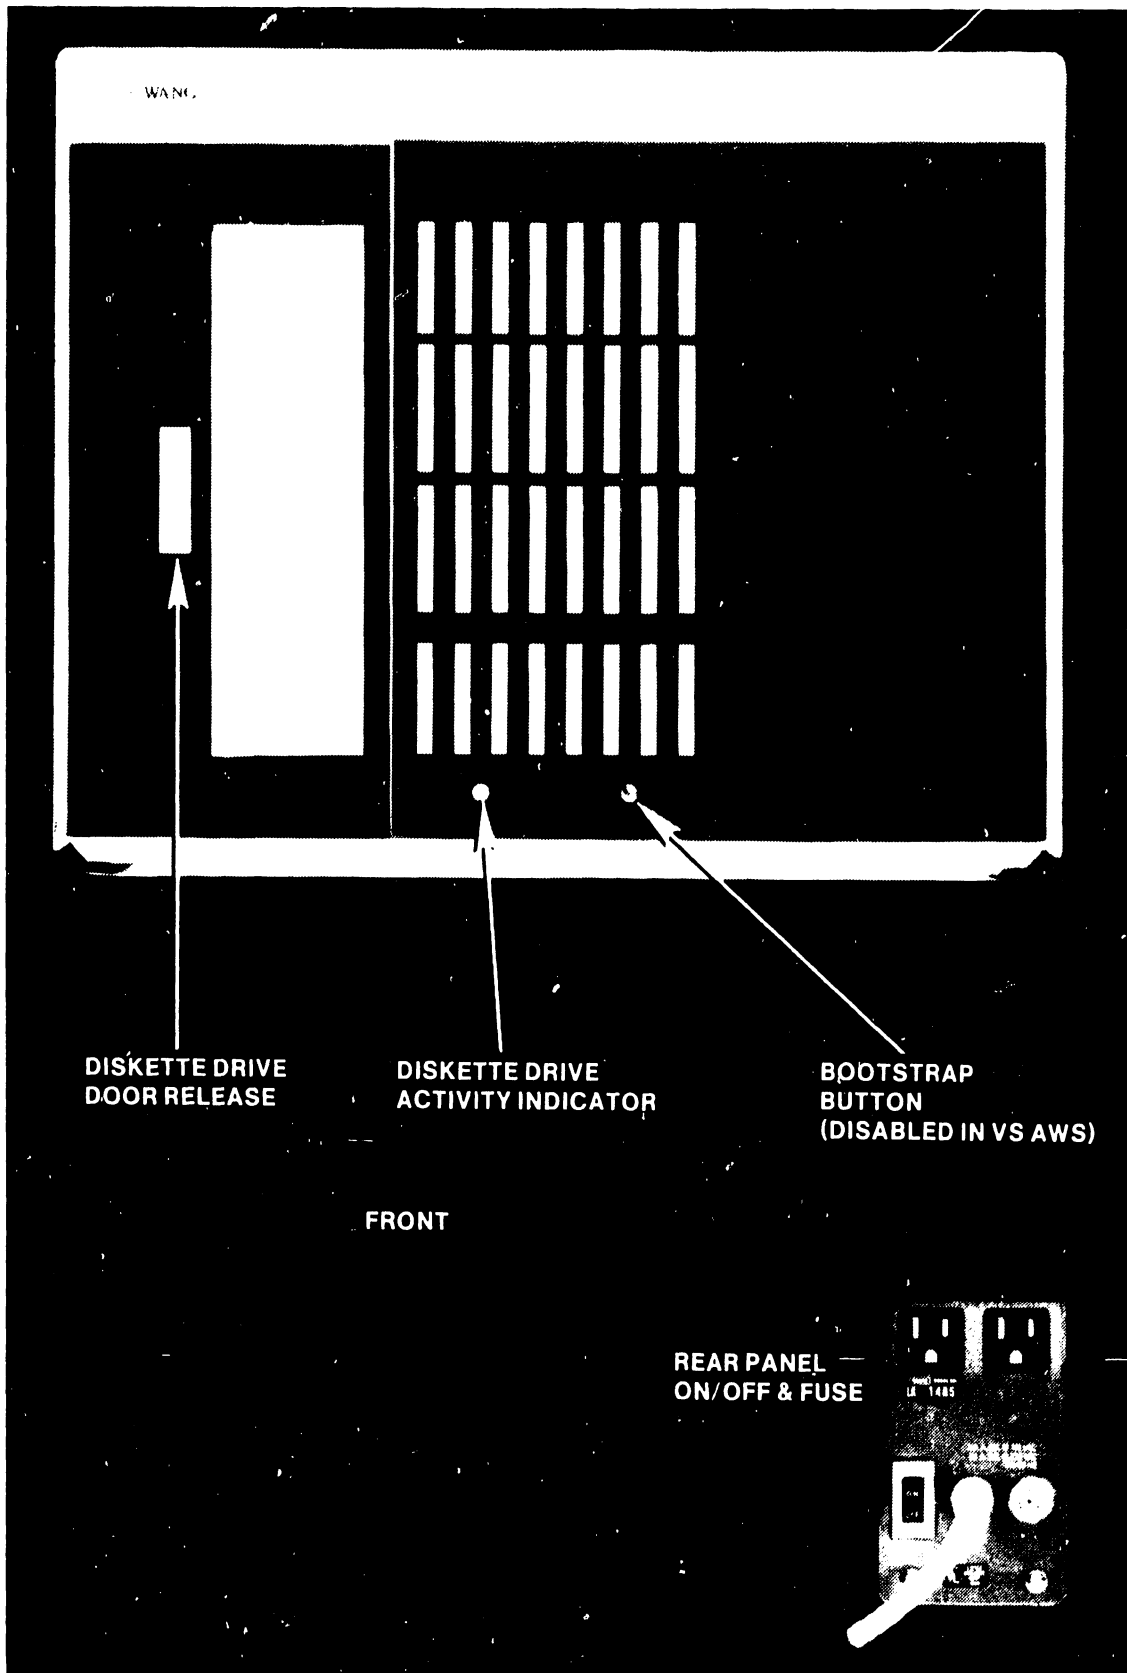 WANG
DISKETTE DRIVE
DOOR RELEASE
DISKETTE DRIVE
ACTIVITY INDICATOR
BOOTSTRAP
BUTTON
(DISABLED IN VS AWS)
FRONT
REAR PANEL
ON/OFF & FUSE
1485